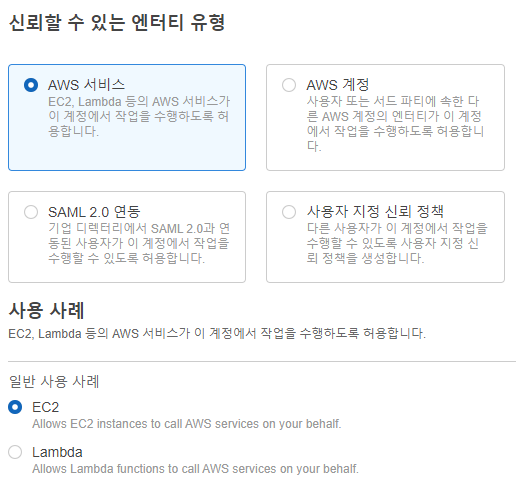 신뢰할 수 있는 엔터티 유형
AWS 서비스
EC2, Lambda 등의 AWS 서비스가
이 계정에서 작업을 수행하도록 허
용합니다.
AWS 계정
사용자 또는 서드 파티에 속한 다
른 AWS 계정의 엔터티가 이 계정
에서 작업을 수행하도록 허용합니
다.
SAML 2.0 연동
기업 디렉터리에서 SAML 2.0과 연
동된 사용자가 이 계정에서 작업을
수행할 수 있도록 허용합니다.
사용자 지정 신뢰 정책
다른 사용자가 이 계정에서 작업을
수행할 수 있도록 사용자 지정 신
뢰 정책을 생성합니다.
사용 사례
EC2, Lambda 등의 AWS 서비스가 이 계정에서 작업을 수행하도록 허용합니다.
일반 사용 사례
EC2
Allows EC2 instances to call AWS services on your behalf.
Lambda
Allows Lambda functions to call AWS services on your behalf.